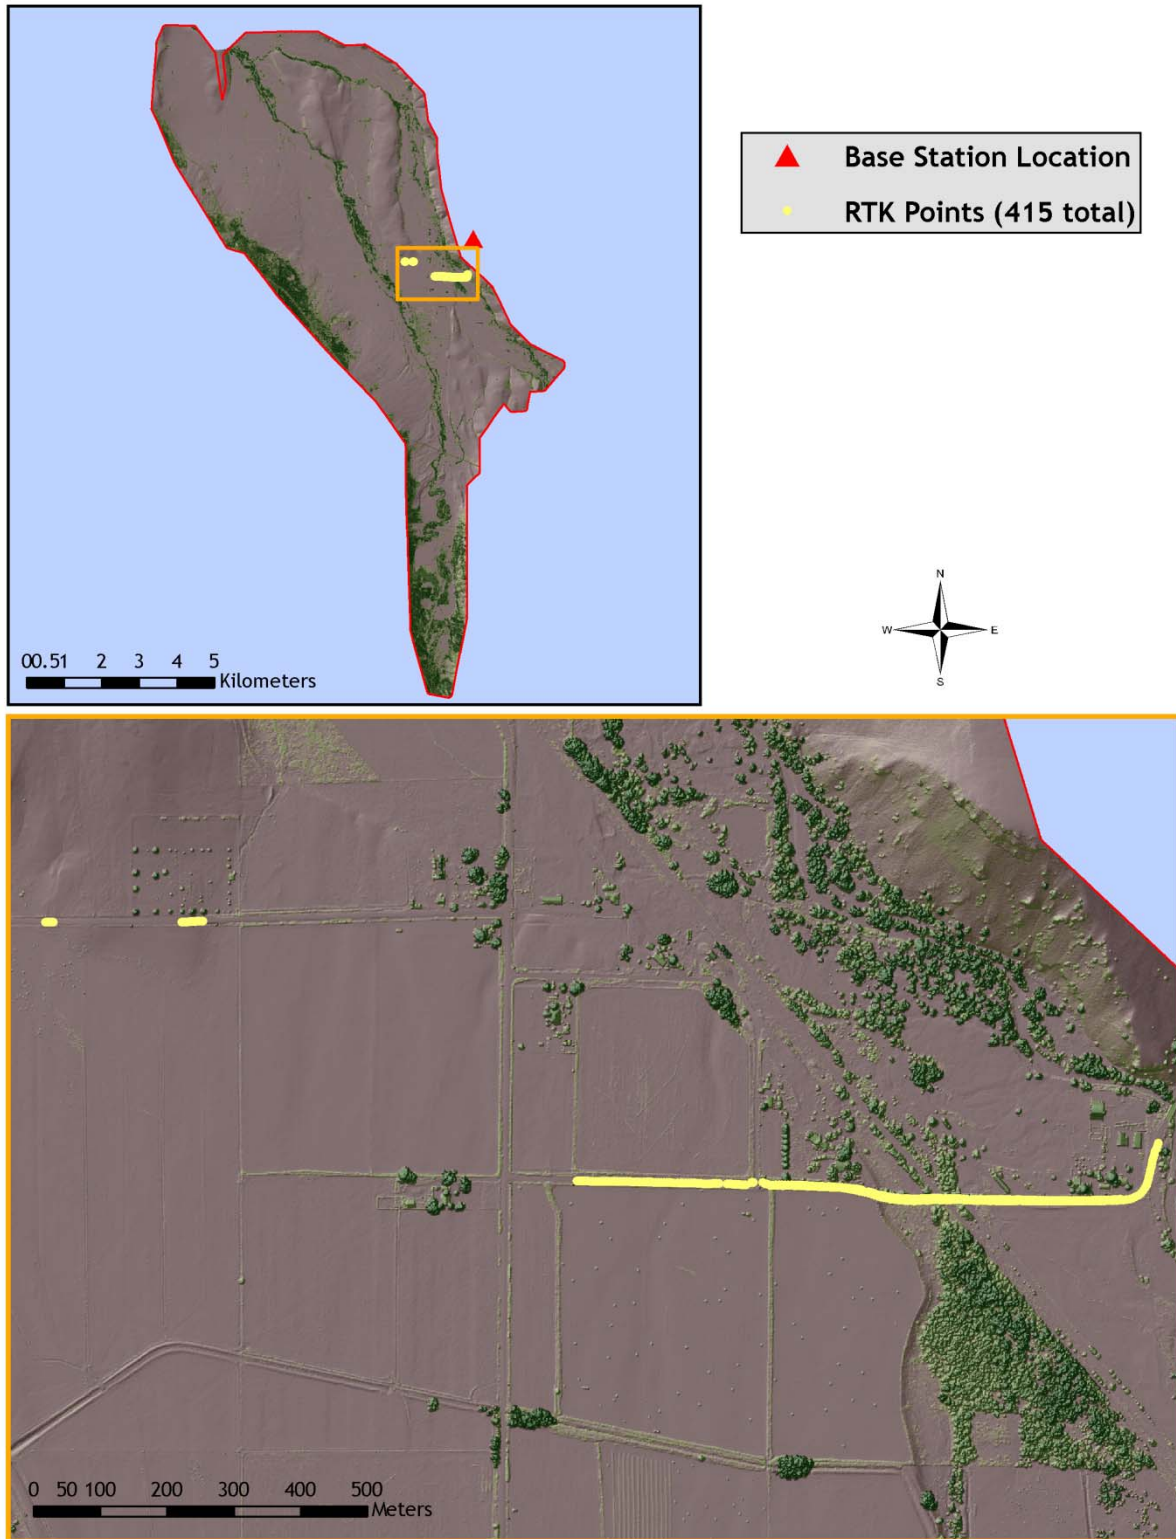 Base Station Location
RTK Points (415 total)
N
W E
S
00.51 2 3 4 5
Kilometers
0 50 100 200 300 400 500
Meters